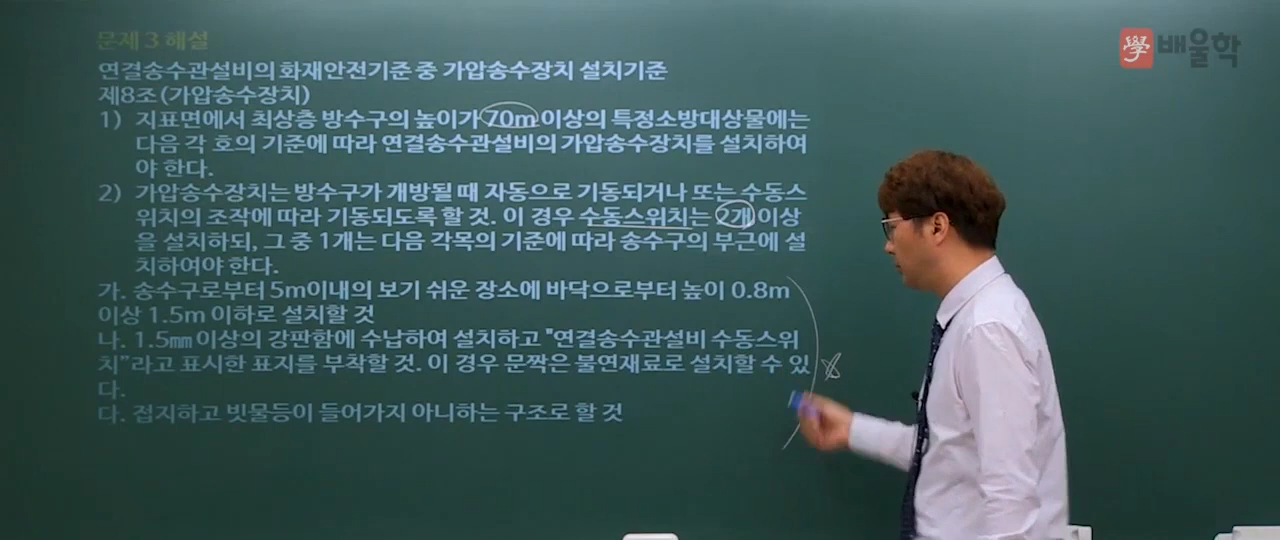 문제 3 해설
學 배울학
연결송수관설비의 화재안전기준 중 가압송수장치 설치기준
제8조 (가압송수장치)
1) 지표면에서 최상층 방수구의 높이가 70m 이상의 특정소방대상물에는
다음 각 호의 기준에 따라 연결송수관설비의 가압송수장치를 설치하여
야 한다.
2) 가압송수장치는 방수구가 개방될 때 자동으로 기동되거나 또는 수동스
위치의 조작에 따라 기동되도록 할 것. 이 경우 수동스위치는 2개 이상
을 설치하되, 그 중 1개는 다음 각목의 기준에 따라 송수구의 부근에 설
치하여야 한다.
가. 송수구로부터 5m이내의 보기 쉬운 장소에 바닥으로부터 높이 0.8m
이상 1.5m 이하로 설치할 것
나. 1.5㎜ 이상의 강판함에 수납하여 설치하고 "연결송수관설비 수동스위
치”라고 표시한 표지를 부착할 것. 이 경우 문짝은 불연재료로 설치할 수 있
다.
다. 접지하고 빗물등이 들어가지 아니하는 구조로 할 것